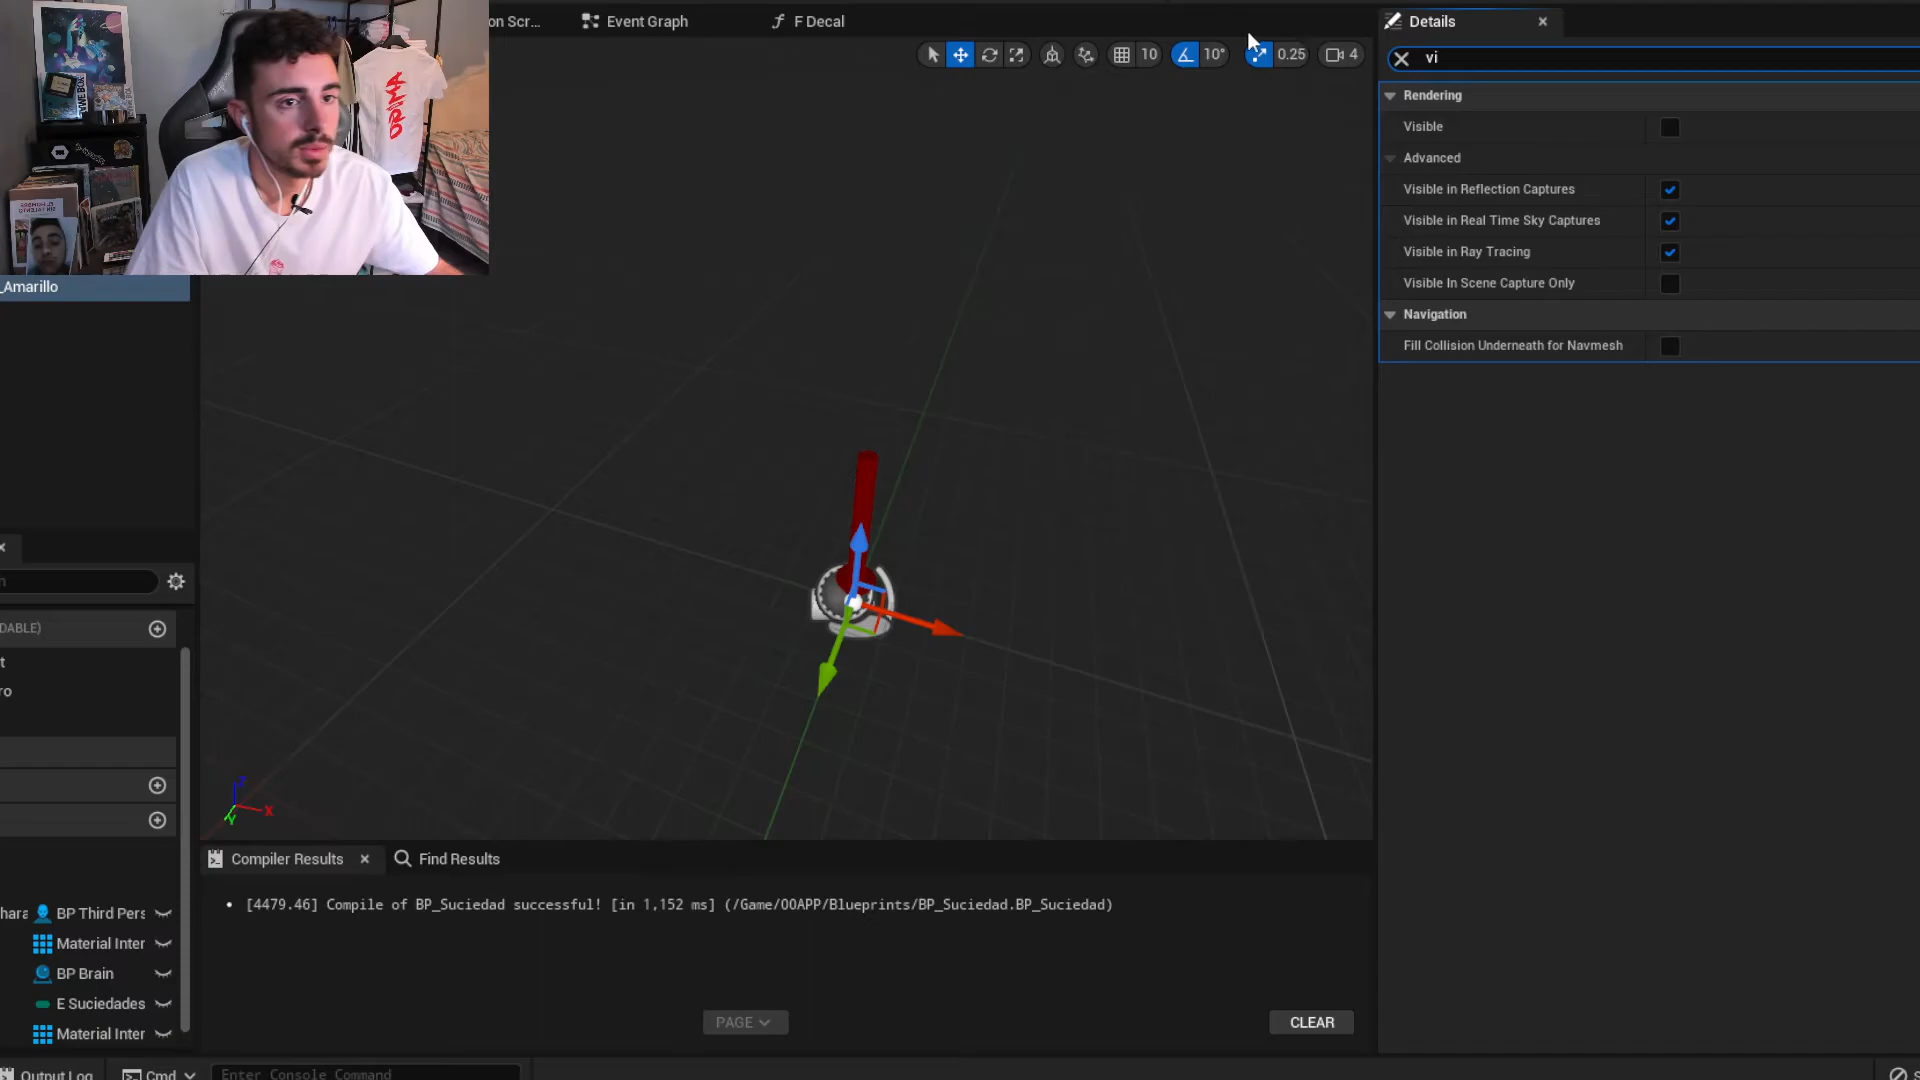 on Scr...
Event Graph
F Decal
10
10°
0.25
4
Details
vi
Rendering
Visible
Advanced
Visible in Reflection Captures
Visible in Real Time Sky Captures
Visible in Ray Tracing
Visible In Scene Capture Only
Navigation
Fill Collision Underneath for Navmesh
_Amarillo
DABLE)
ro
Z
X
Y
Compiler Results
Find Results
[4479.46] Compile of BP_Suciedad successful! [in 1,152 ms] (/Game/00APP/Blueprints/BP_Suciedad.BP_Suciedad)
hara
BP Third Pers
Material Inter
BP Brain
E Suciedades
Material Inter
PAGE
CLEAR
Output Log
Cmd
Enter Console Command